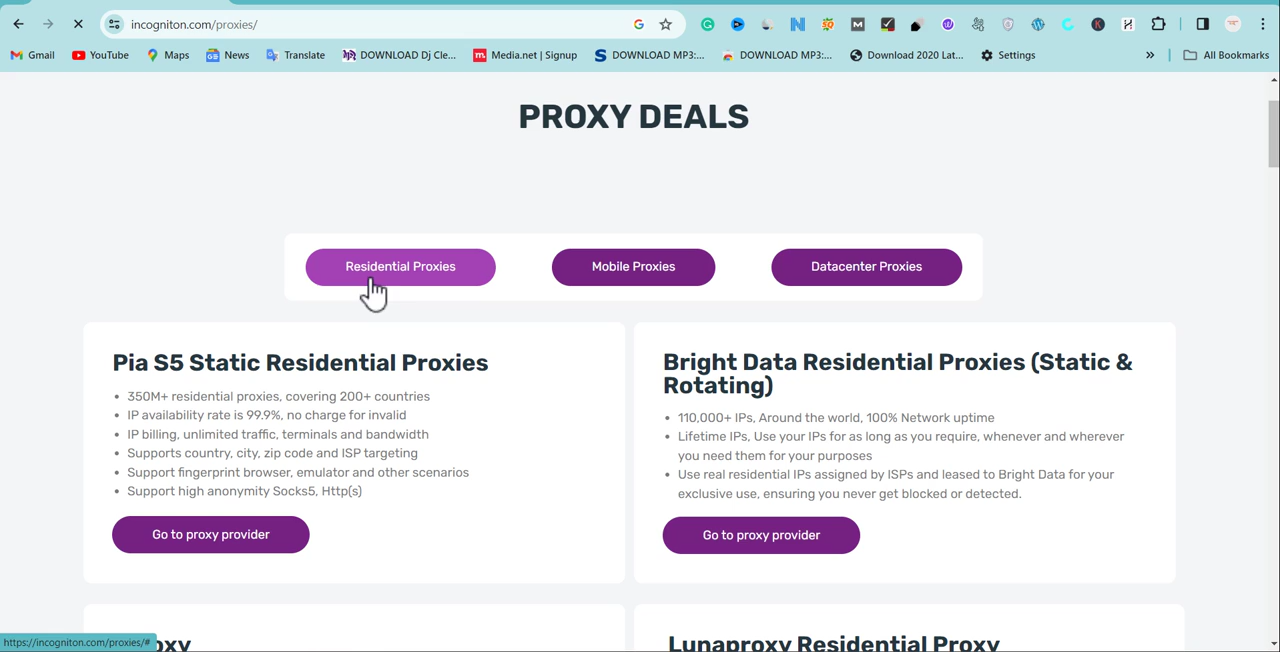 incogniton.com/proxies/
Gmail YouTube Maps News Translate DOWNLOAD Dj Cle... Media.net | Signup DOWNLOAD MP3:... DOWNLOAD MP3:... Download 2020 Lat... Settings » All Bookmarks
PROXY DEALS
Residential Proxies Mobile Proxies Datacenter Proxies
Pia S5 Static Residential Proxies
• 350M+ residential proxies, covering 200+ countries
• IP availability rate is 99.9%, no charge for invalid
• IP billing, unlimited traffic, terminals and bandwidth
• Supports country, city, zip code and ISP targeting
• Support fingerprint browser, emulator and other scenarios
• Support high anonymity Socks5, Http(s)
Go to proxy provider
Bright Data Residential Proxies (Static &
Rotating)
• 110,000+ IPs, Around the world, 100% Network uptime
• Lifetime IPs, Use your IPs for as long as you require, whenever and wherever
you need them for your purposes
• Use real residential IPs assigned by ISPs and leased to Bright Data for your
exclusive use, ensuring you never get blocked or detected.
Go to proxy provider
Lunaproxy Residential Proxy
https://incogniton.com/proxies/#